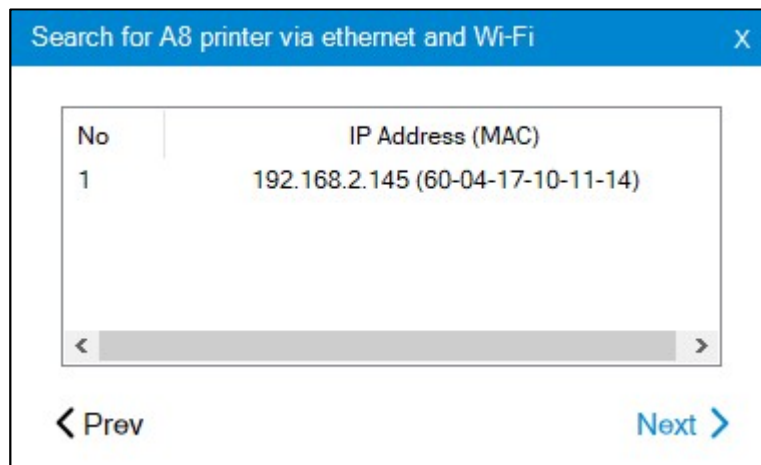 Search for A8 printer via ethernet and Wi-Fi X
No IP Address (MAC)
1 192.168.2.145 (60-04-17-10-11-14)
Prev Next